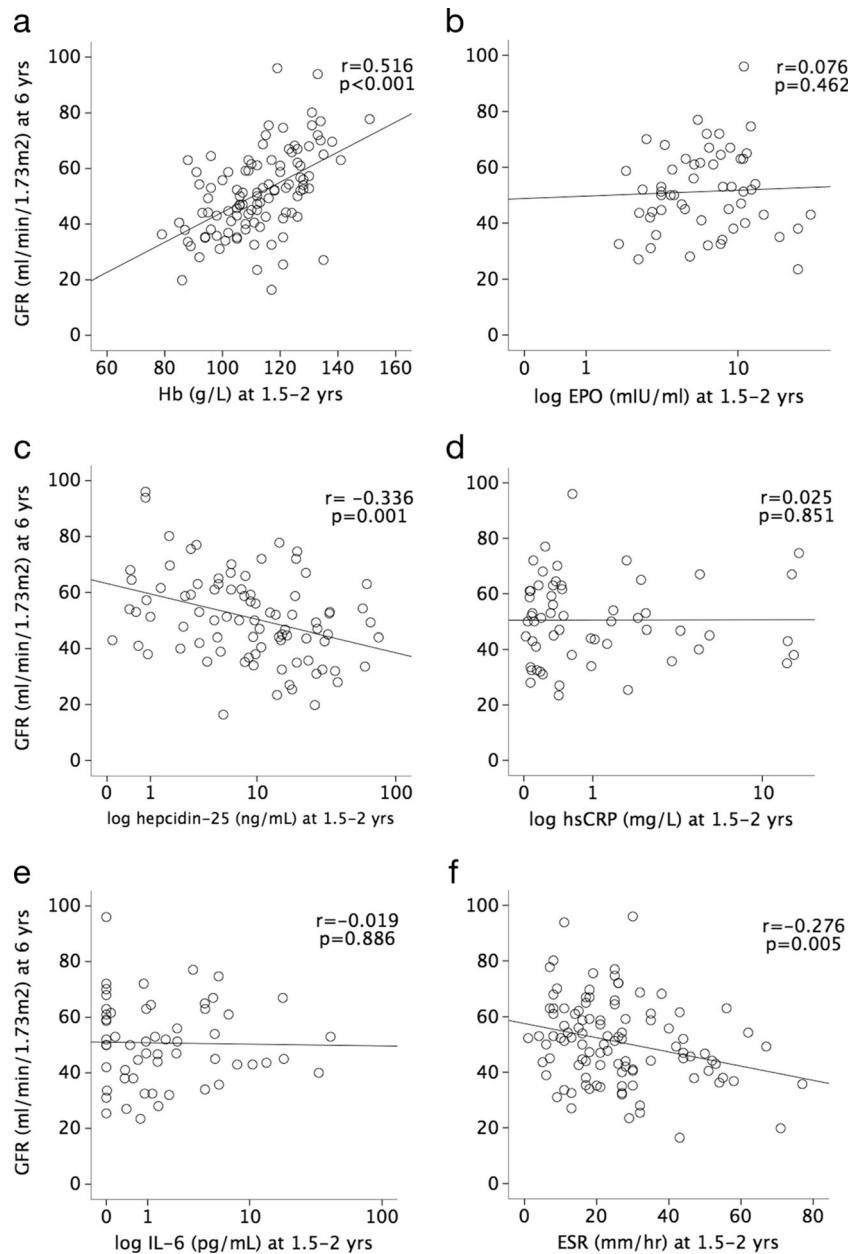 a
GFR (ml/min/1.73m2) at 6 yrs
100
80
60
40
20
0
r=0.516
p<0.001
60 80 100 120 140 160
Hb (g/L) at 1.5-2 yrs
b
100
80
60
40
20
0
r=0.076
p=0.462
0 1 10
log EPO (mIU/ml) at 1.5-2 yrs
c
GFR (ml/min/1.73m2) at 6 yrs
100
80
60
40
20
0
r= -0.336
p=0.001
0 1 10 100
log hepcidin-25 (ng/mL) at 1.5-2 yrs
d
100
80
60
40
20
0
r=0.025
p=0.851
0 1 10
log hsCRP (mg/L) at 1.5-2 yrs
e
GFR (ml/min/1.73m2) at 6 yrs
100
80
60
40
20
0
r=-0.019
p=0.886
0 1 10 100
log IL-6 (pg/mL) at 1.5-2 yrs
f
100
80
60
40
20
0
r=-0.276
p=0.005
0 20 40 60 80
ESR (mm/hr) at 1.5-2 yrs